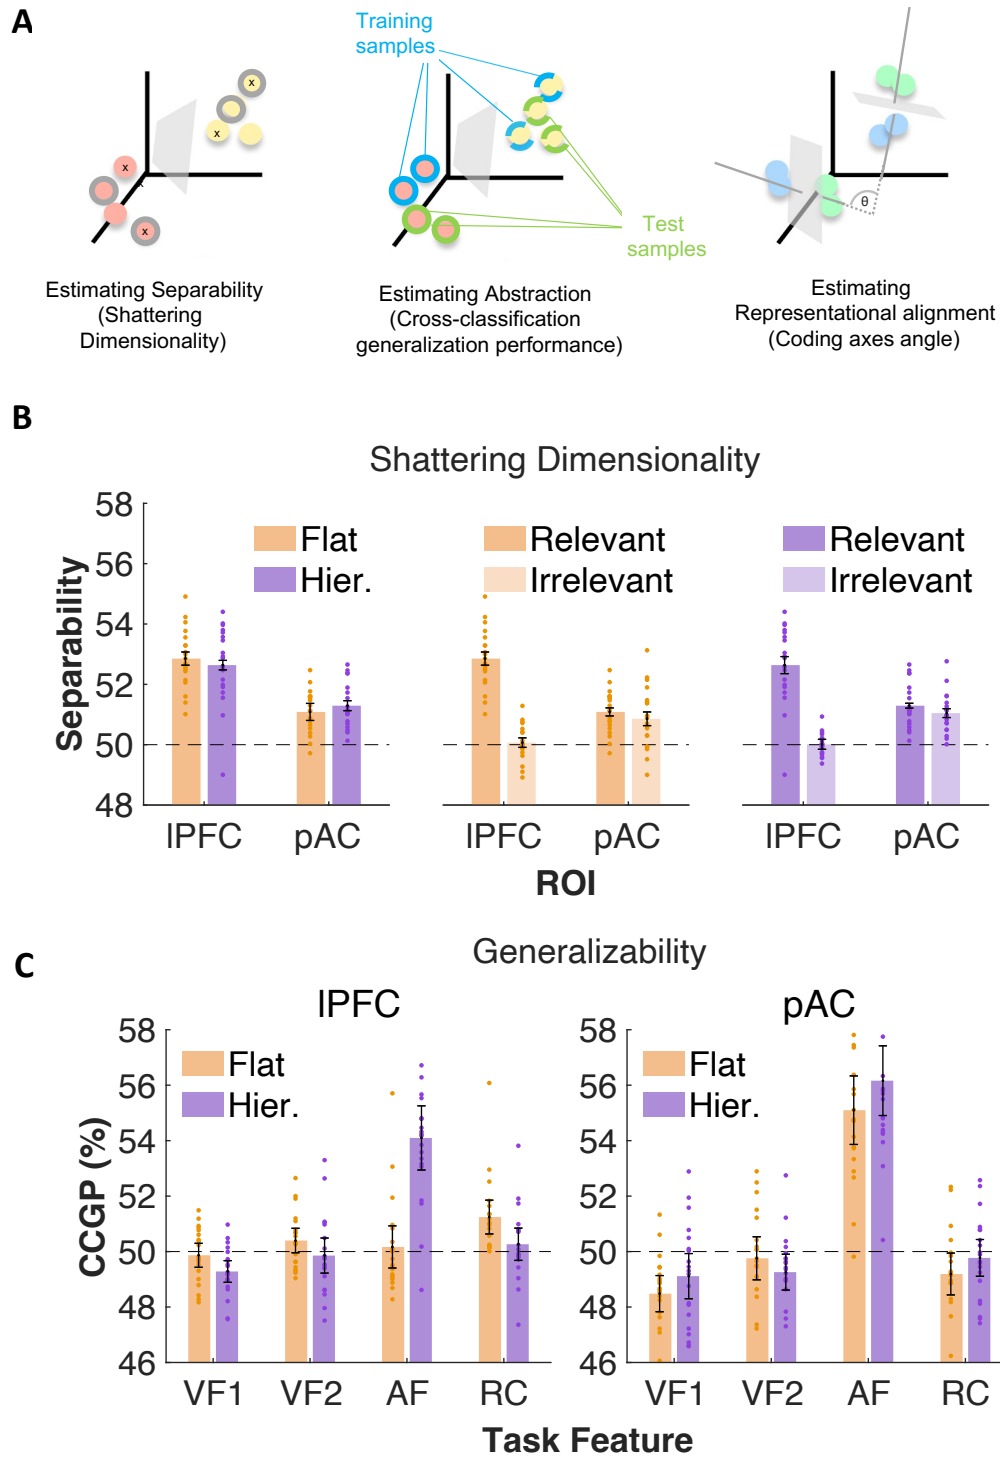 A
Training
samples
Test
samples
θ
x
x
x
x
x
Estimating Separability
(Shattering
Dimensionality)
Estimating Abstraction
(Cross-classification
generalization performance)
Estimating
Representational alignment
(Coding axes angle)
B
Shattering Dimensionality
Separability
58
56
54
52
50
48
Flat
Hier.
Relevant
Irrelevant
Relevant
Irrelevant
lPFC pAC
lPFC pAC
lPFC pAC
ROI
C
Generalizability
lPFC
pAC
CCGP (%)
58
56
54
52
50
48
46
Flat
Hier.
VF1 VF2 AF RC
58
56
54
52
50
48
46
Flat
Hier.
VF1 VF2 AF RC
Task Feature